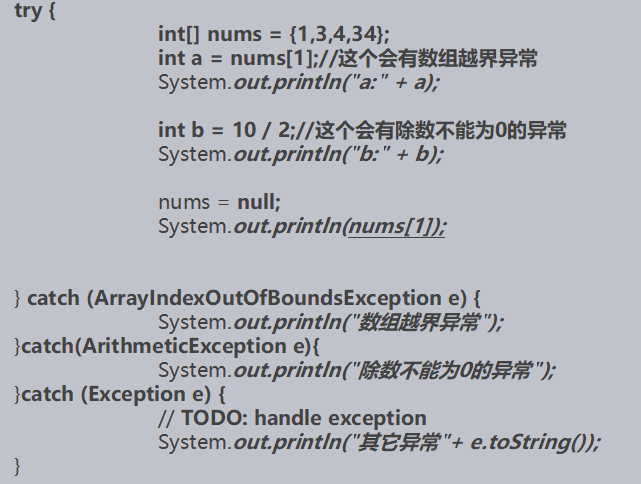 try {
int[] nums = {1,3,4,34};
int a = nums[1];//这个会有数组越界异常
System.out.println("a:" + a);
int b = 10 / 2;//这个会有除数不能为0的异常
System.out.println("b:" + b);
nums = null;
System.out.println(nums[1]);
} catch (ArrayIndexOutOfBoundsException e) {
System.out.println("数组越界异常");
}catch(ArithmeticException e){
System.out.println("除数不能为0的异常");
}catch (Exception e) {
// TODO: handle exception
System.out.println("其它异常"+ e.toString());
}